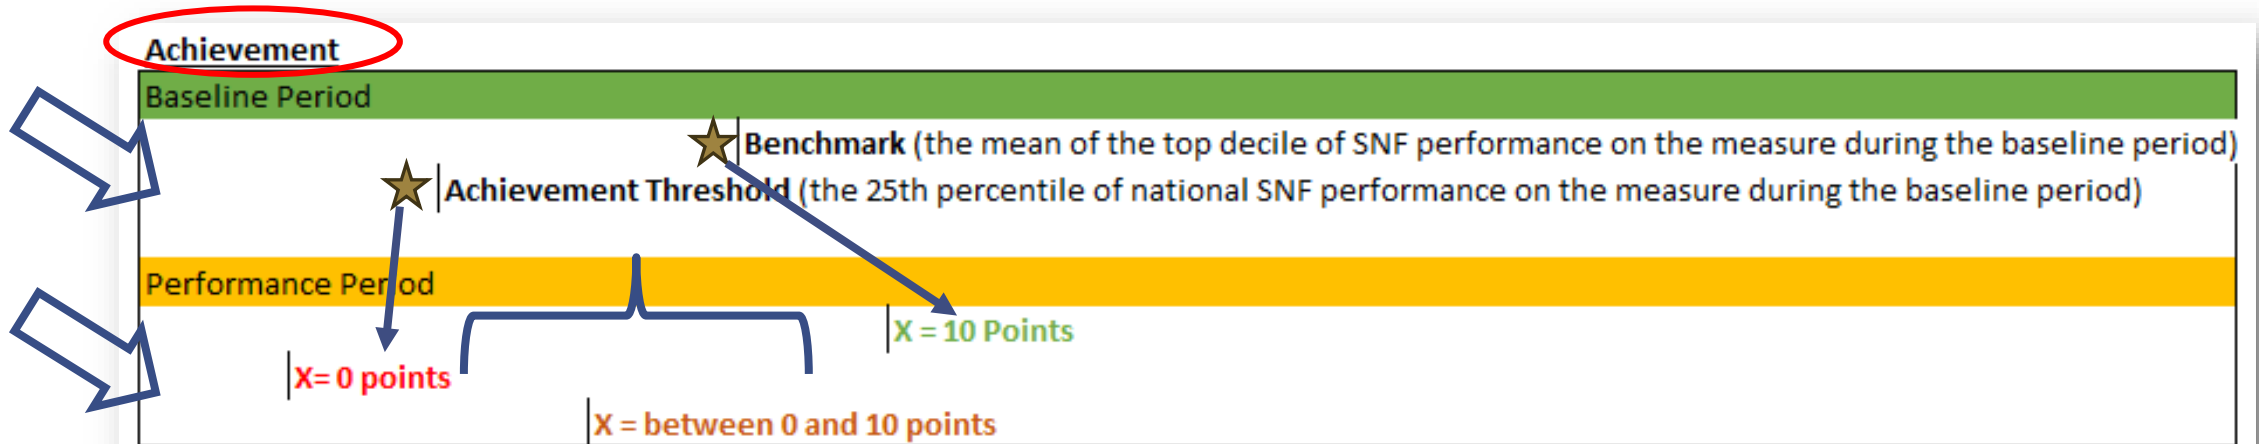 Achievement
Baseline Period
Benchmark (the mean of the top decile of SNF performance on the measure during the baseline period)
Achievement Threshold (the 25th percentile of national SNF performance on the measure during the baseline period)
Performance Period
X = 10 Points
X= 0 points
X = between 0 and 10 points